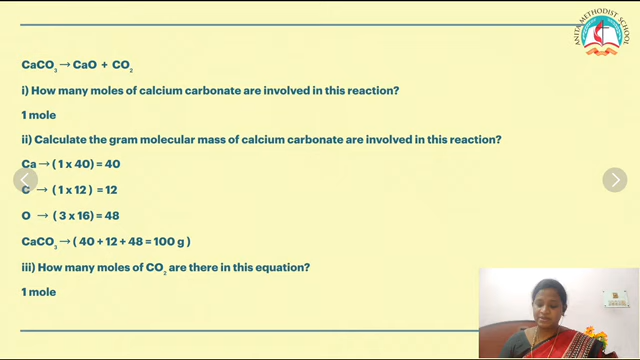 ANITA METHODIST SCHOOL
CaCO₃ → CaO + CO₂
i) How many moles of calcium carbonate are involved in this reaction?
1 mole
ii) Calculate the gram molecular mass of calcium carbonate are involved in this reaction?
Ca → ( 1 x 40) = 40
C → ( 1 x 12 ) = 12
O → ( 3 x 16) = 48
CaCO₃ → ( 40 + 12 + 48 = 100 g )
iii) How many moles of CO₂ are there in this equation?
1 mole